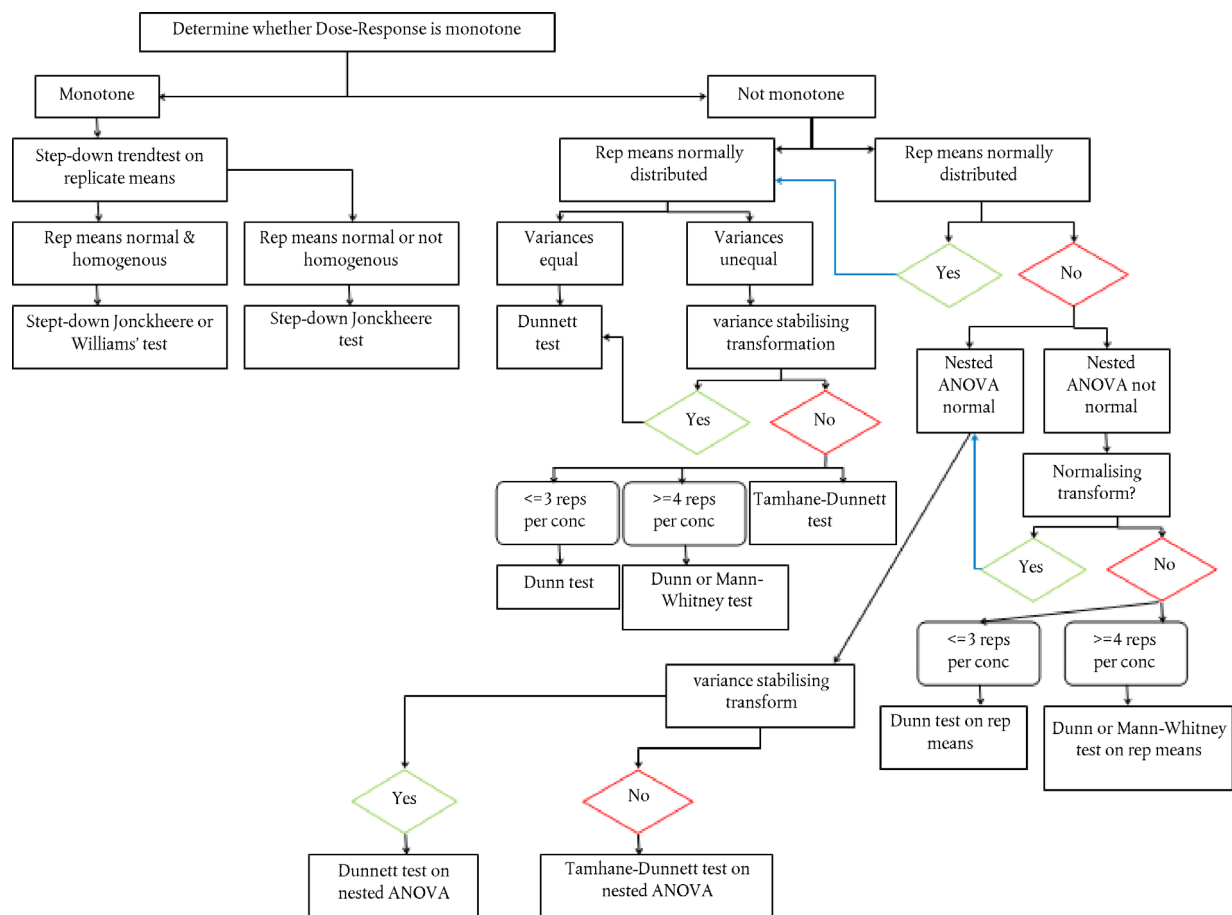 Determine whether Dose-Response is monotone
Monotone
Not monotone
Step-down trendtest on
replicate means
Rep means normally
distributed
Rep means normally
distributed
Rep means normal &
homogenous
Rep means normal or not
homogenous
Variances
equal
Variances
unequal
Yes
No
Stept-down Jonckheere or
Williams' test
Step-down Jonckheere
test
Dunnett
test
variance stabilising
transformation
Nested
ANOVA
normal
Nested
ANOVA not
normal
Yes
No
Normalising
transform?
<=3 reps
per conc
>=4 reps
per conc
Tamhane-Dunnett
test
Yes
No
Dunn test
Dunn or Mann-
Whitney test
<=3 reps
per conc
>=4 reps
per conc
variance stabilising
transform
Dunn test on rep
means
Dunn or Mann-Whitney
test on rep means
Yes
No
Dunnett test on
nested ANOVA
Tamhane-Dunnett test on
nested ANOVA